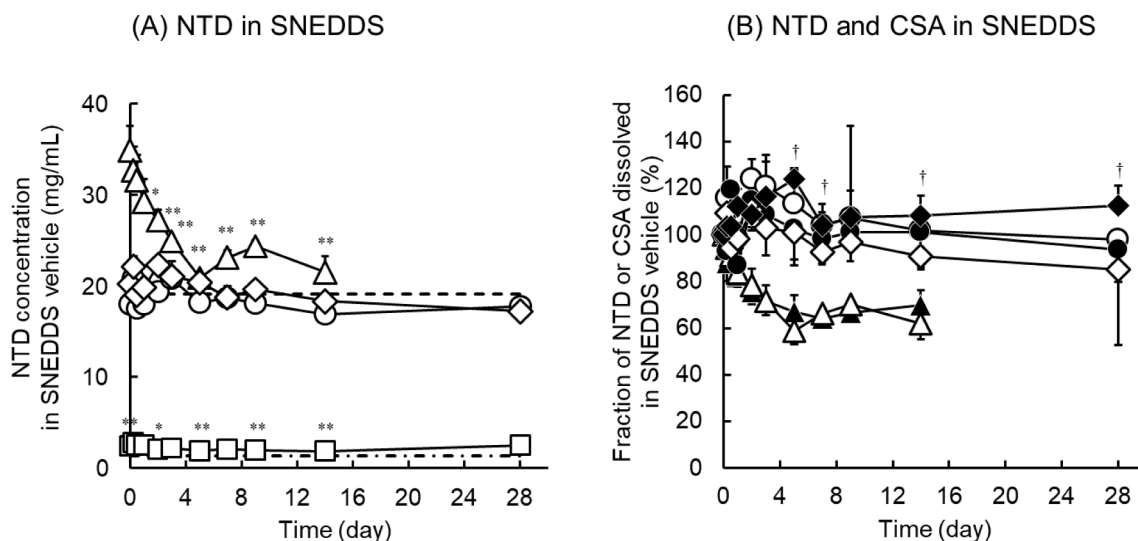 (A) NTD in SNEDDS
NTD concentration
in SNEDDS vehicle (mg/mL)
40
30
20
10
0
**
*
**
**
**
**
**
**
*
**
**
**
0 4 8 12 16 20 24 28
Time (day)
(B) NTD and CSA in SNEDDS
Fraction of NTD or CSA dissolved
in SNEDDS vehicle (%)
160
140
120
100
80
60
40
20
0
† † † †
0 4 8 12 16 20 24 28
Time (day)